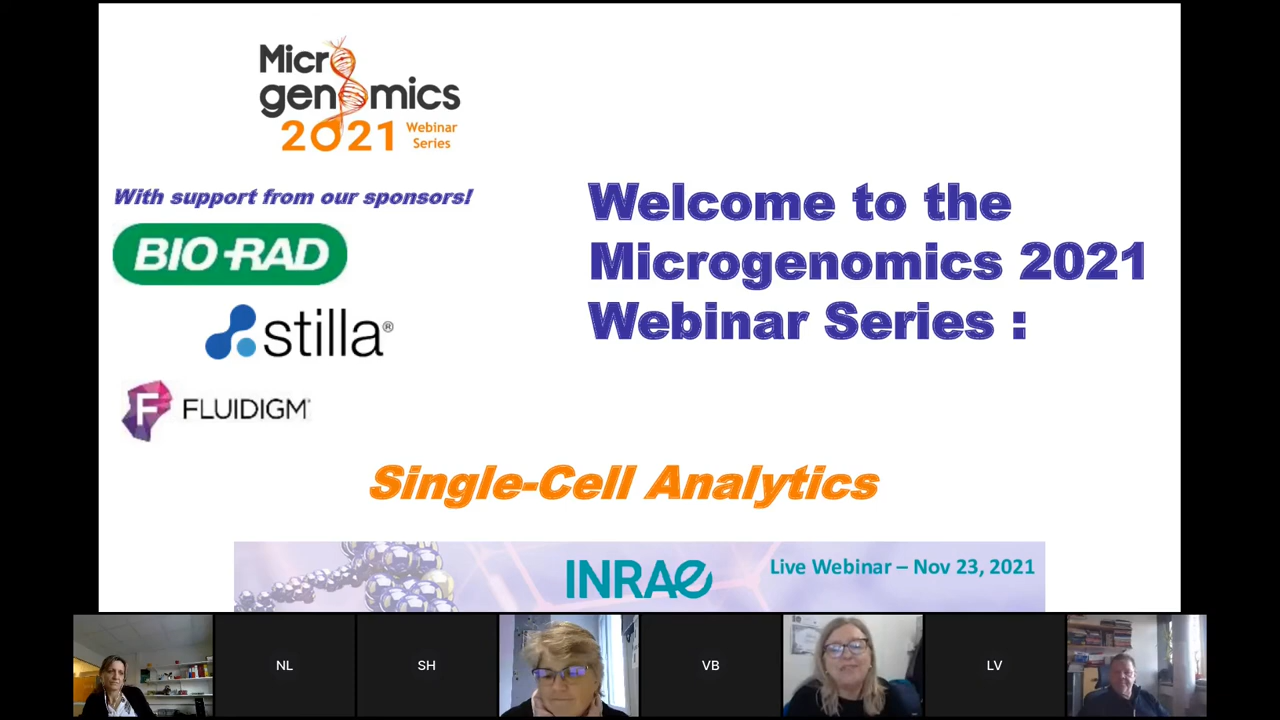 Micro
genomics
2021 Webinar
Series
With support from our sponsors!
BIO-RAD
stilla®
F FLUIDIGM
Welcome to the
Microgenomics 2021
Webinar Series :
Single-Cell Analytics
INRAE
Live Webinar – Nov 23, 2021
NL
SH
VB
LV